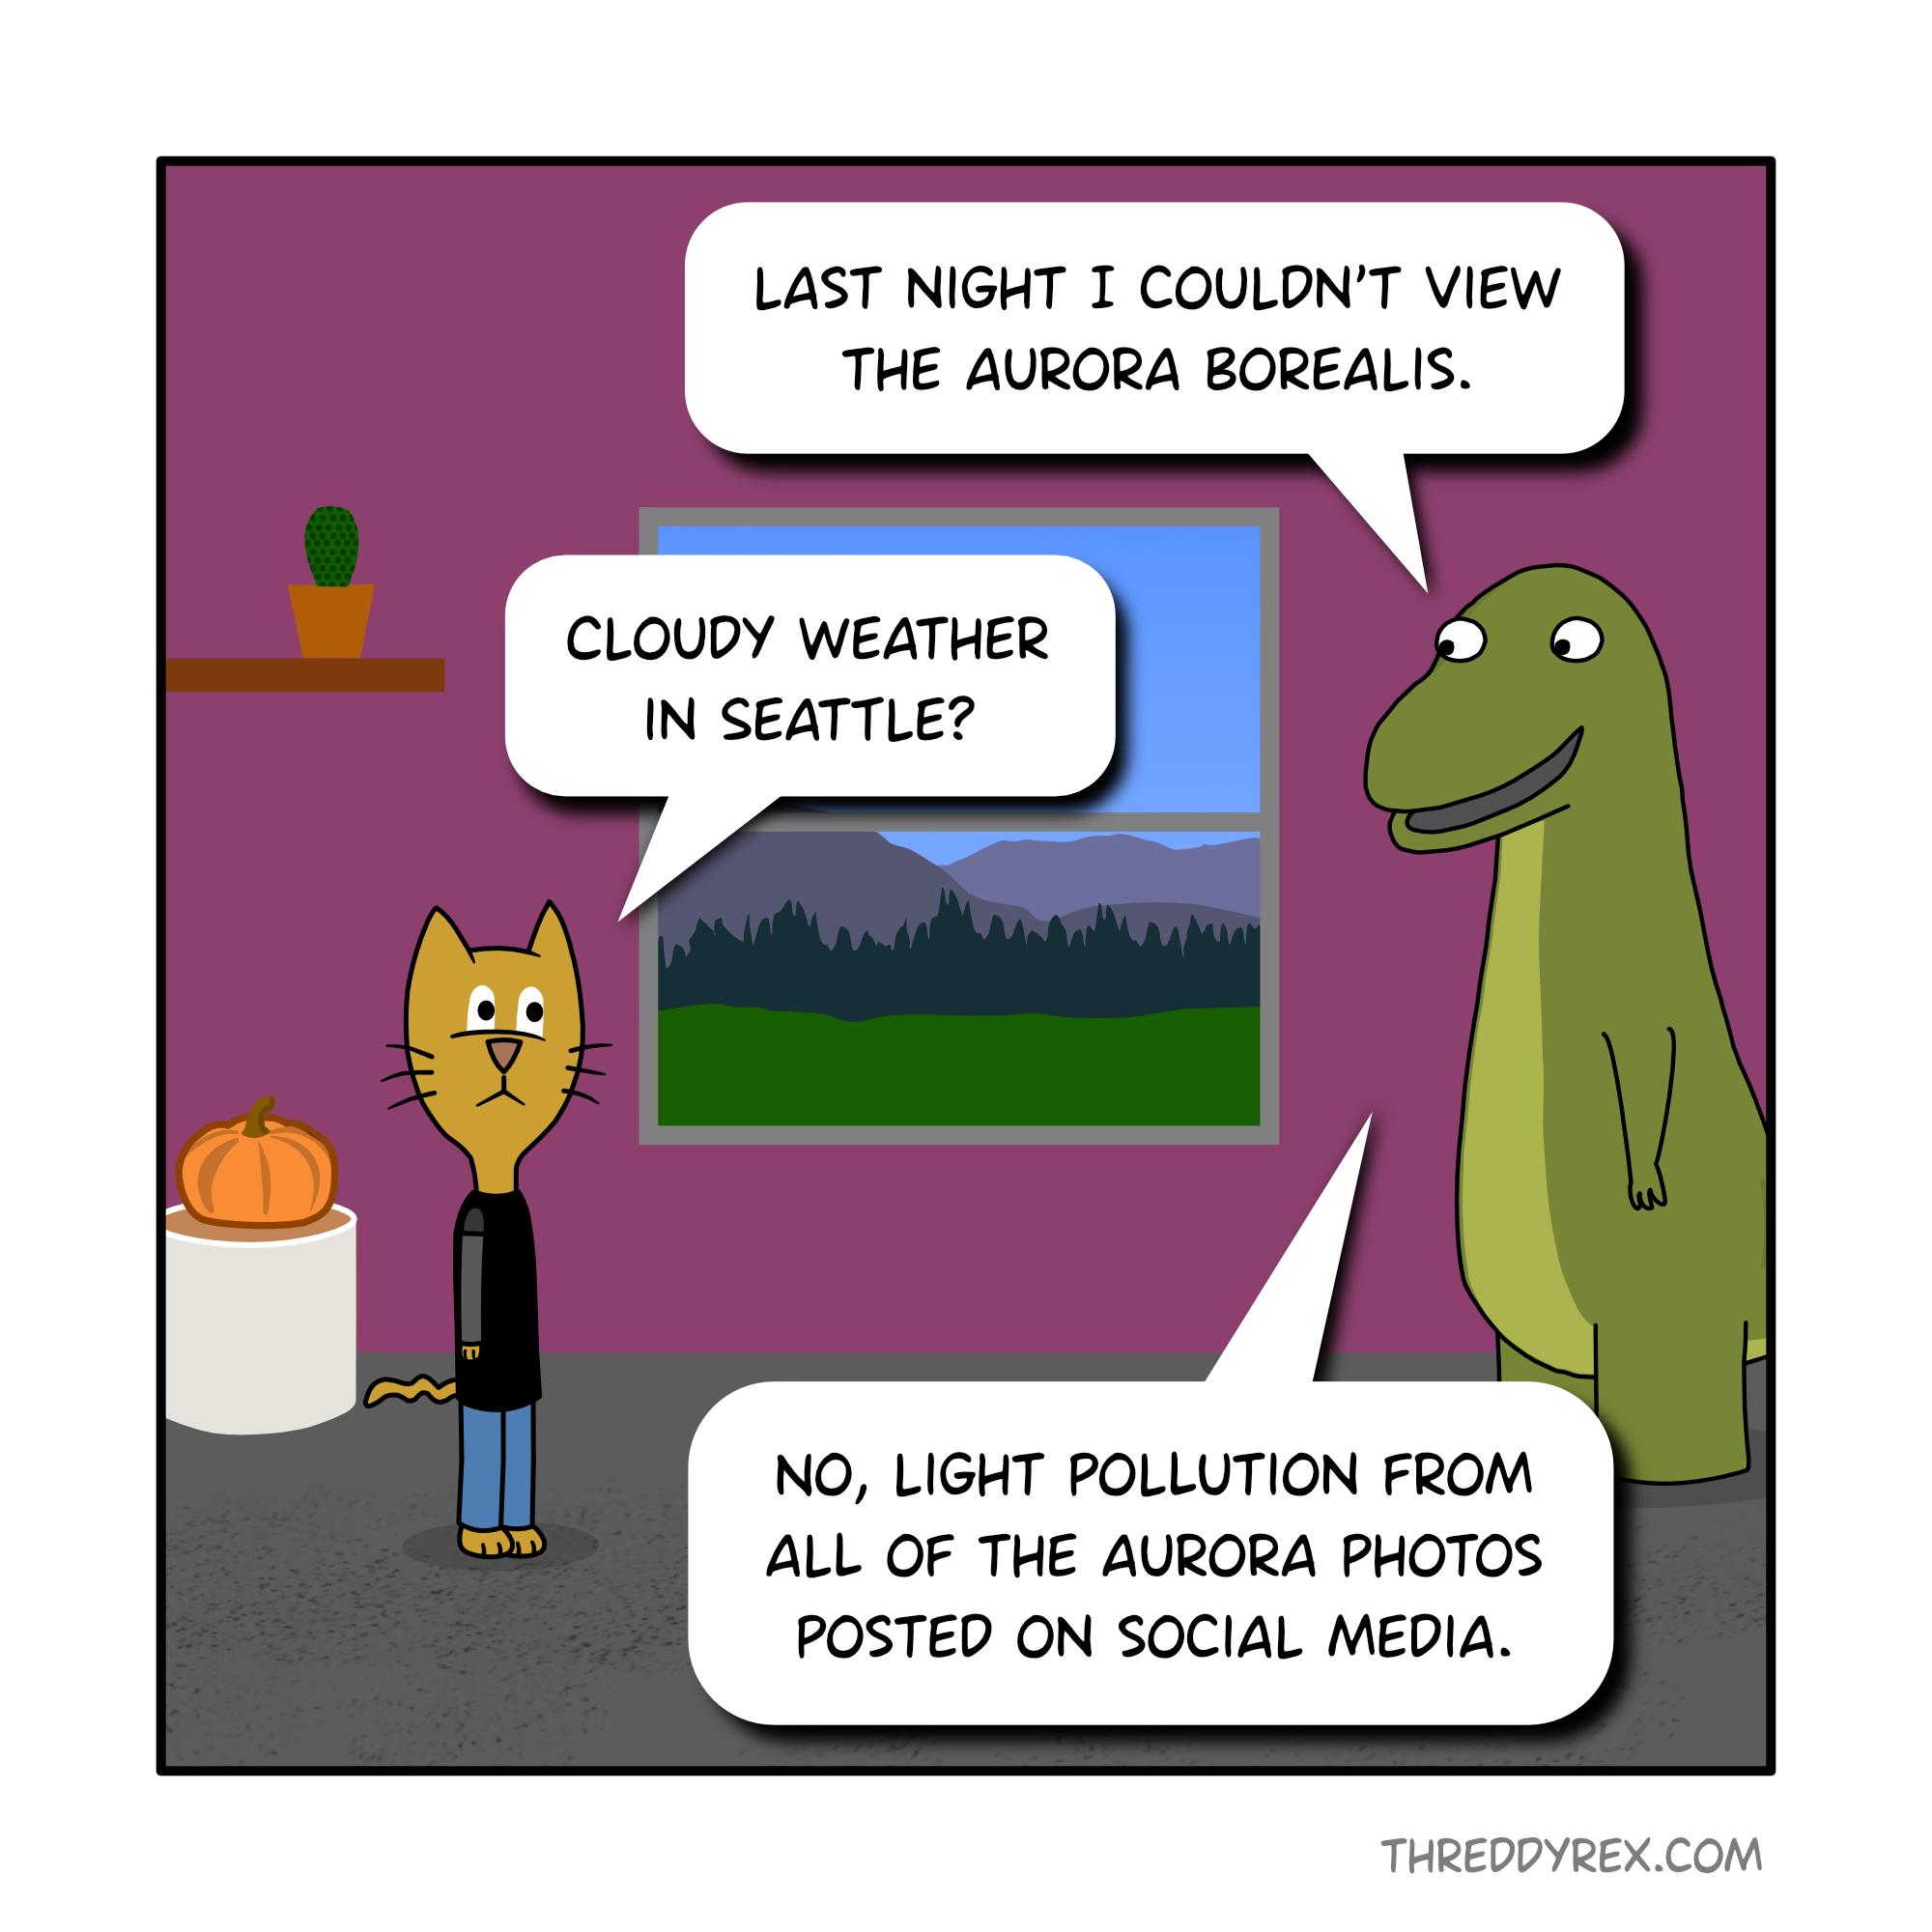 LAST NIGHT I COULDN'T VIEW
THE AURORA BOREALIS.
CLOUDY WEATHER
IN SEATTLE?
NO, LIGHT POLLUTION FROM
ALL OF THE AURORA PHOTOS
POSTED ON SOCIAL MEDIA.
THREDDYREX.COM